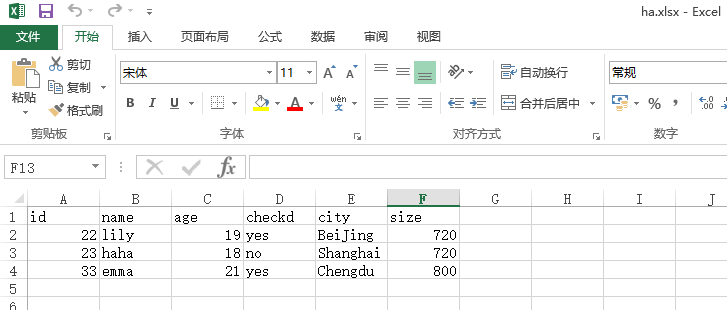 ha.xlsx - Excel
文件 开始 插入 页面布局 公式 数据 审阅 视图
粘贴 剪切 复制 格式刷
宋体 11 A A 自动换行 常规
B I U A wén 文 合并后居中 % , .0 .00
剪贴板 字体 对齐方式 数字
F13 fx
A B C D E F G H I J
1 id name age checkd city size
2 22 lily 19 yes BeiJing 720
3 23 haha 18 no Shanghai 720
4 33 emma 21 yes Chengdu 800
5
6